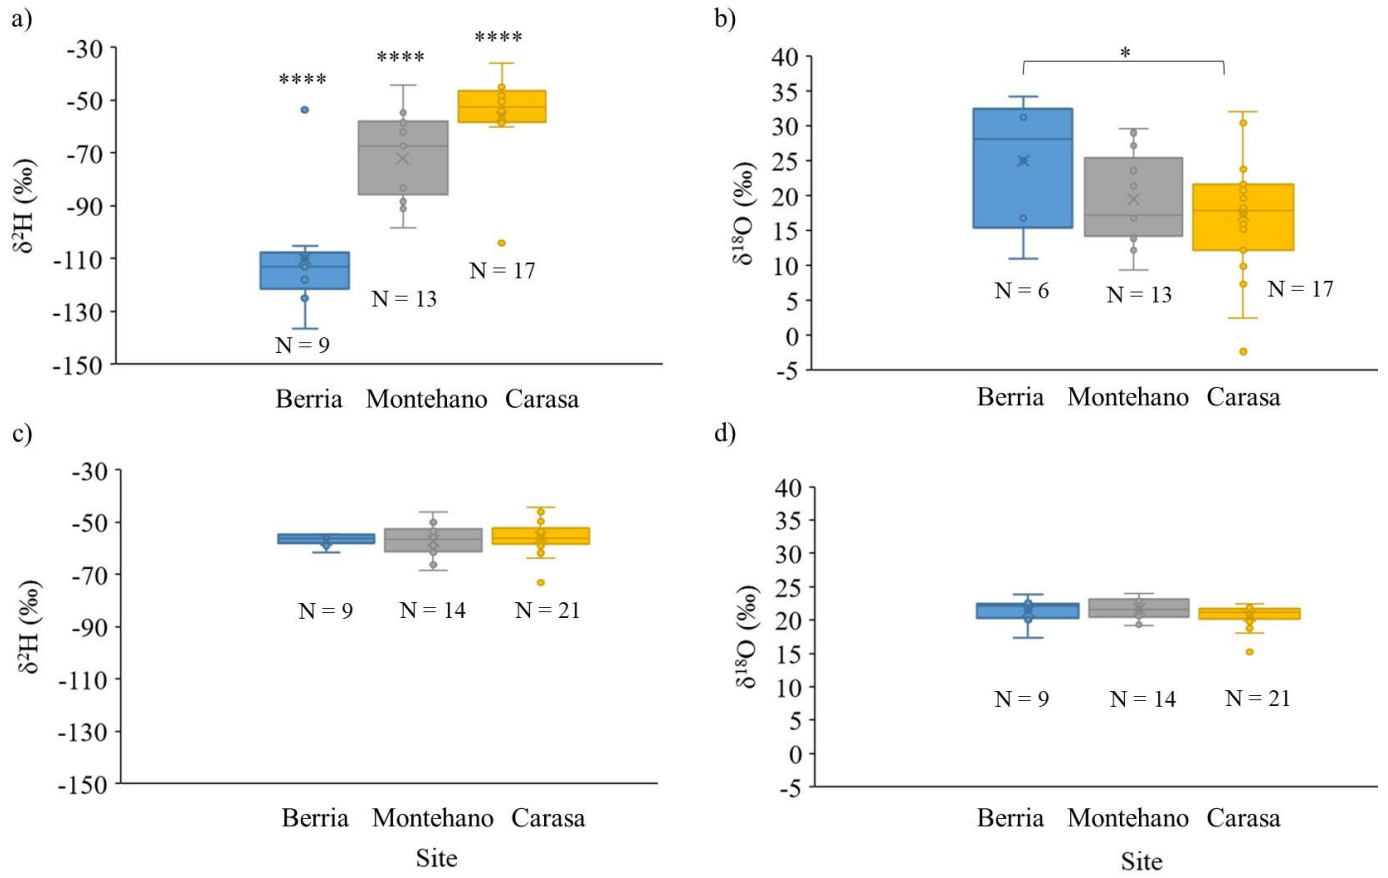 a)
δ²H (‰)
-30
-50
-70
-90
-110
-130
-150
****
****
****
N = 9
N = 13
N = 17
Berria Montehano Carasa
b)
δ¹⁸O (‰)
40
35
30
25
20
15
10
5
0
-5
*
N = 6
N = 13
N = 17
Berria Montehano Carasa
c)
δ²H (‰)
-30
-50
-70
-90
-110
-130
-150
N = 9
N = 14
N = 21
Berria Montehano Carasa
Site
d)
δ¹⁸O (‰)
40
35
30
25
20
15
10
5
0
-5
N = 9
N = 14
N = 21
Berria Montehano Carasa
Site